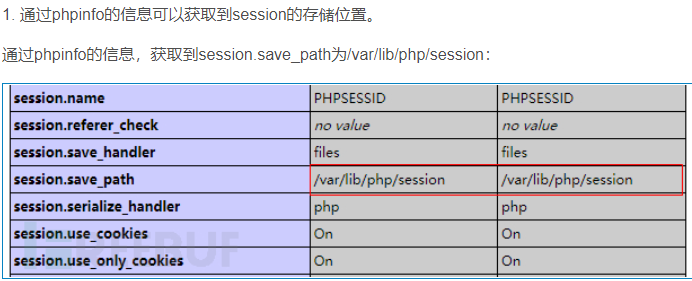 1. 通过phpinfo的信息可以获取到session的存储位置。
通过phpinfo的信息，获取到session.save_path为/var/lib/php/session：
session.name PHPSESSID PHPSESSID
session.referer_check no value no value
session.save_handler files files
session.save_path /var/lib/php/session /var/lib/php/session
session.serialize_handler php php
session.use_cookies On On
session.use_only_cookies On On